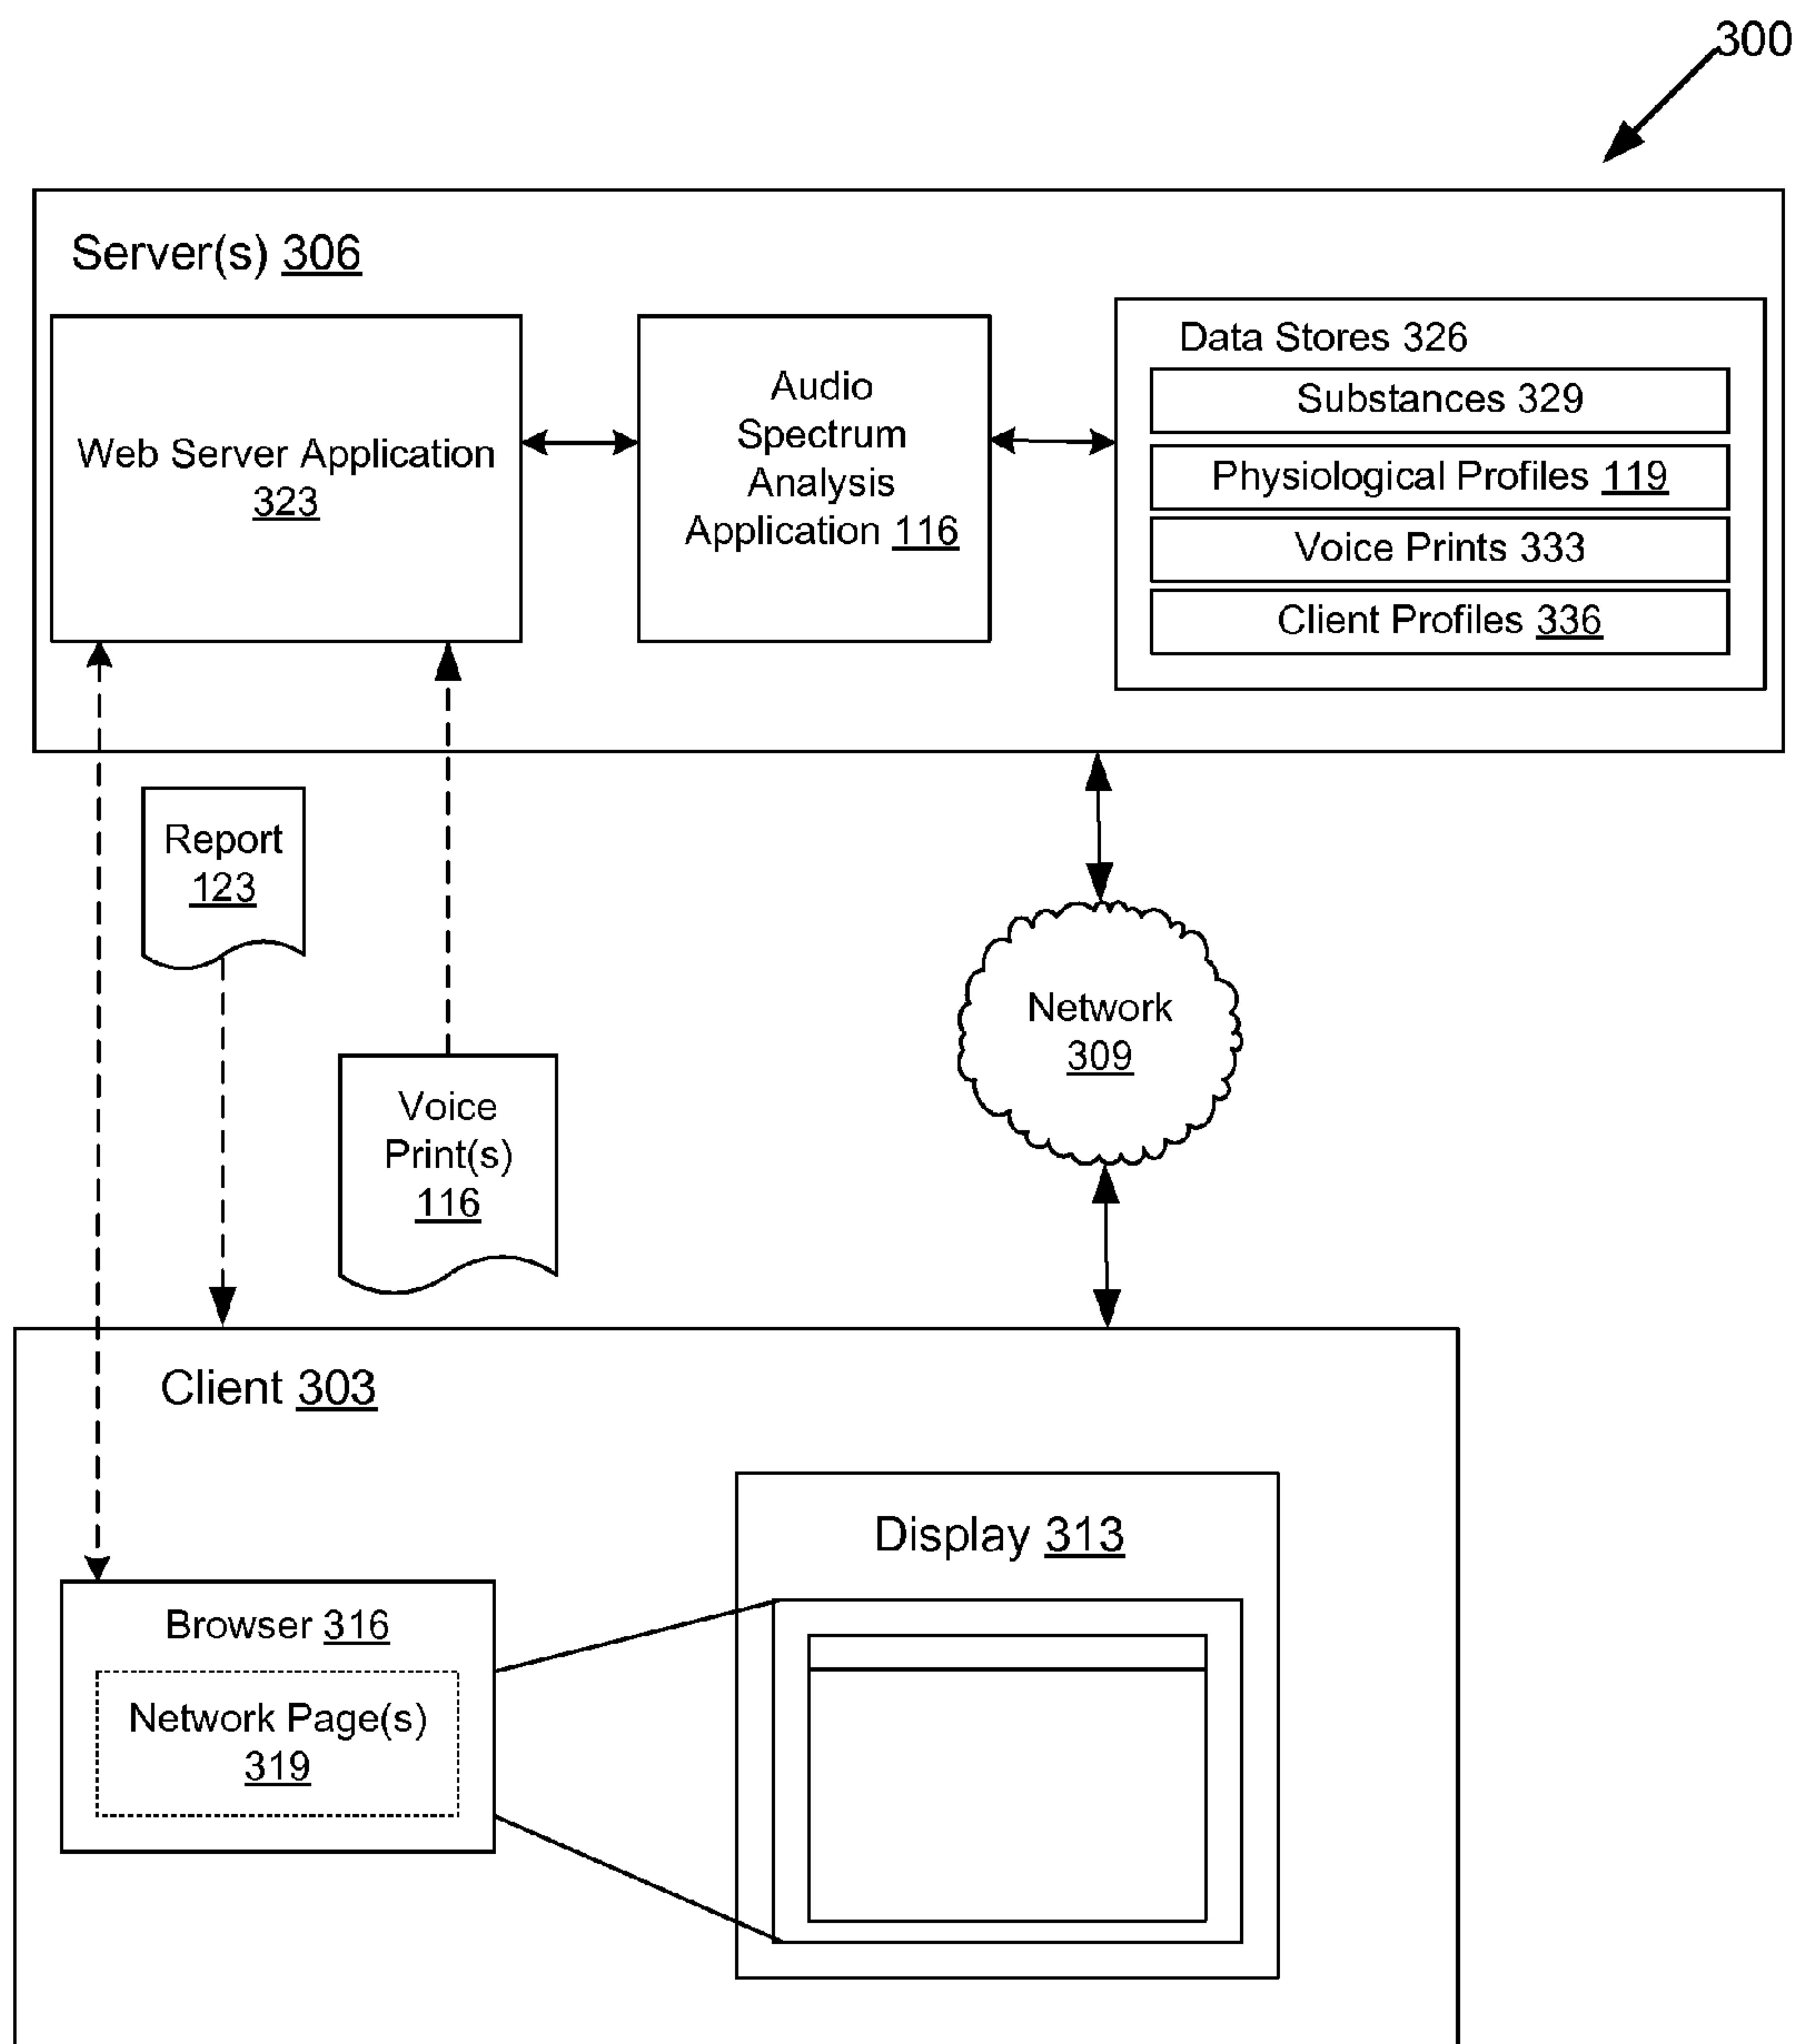 300
Server(s) 306
Web Server Application
323
Audio
Spectrum
Analysis
Application 116
Data Stores 326
Substances 329
Physiological Profiles 119
Voice Prints 333
Client Profiles 336
Report
123
Voice
Print(s)
116
Network
309
Client 303
Display 313
Browser 316
Network Page(s)
319